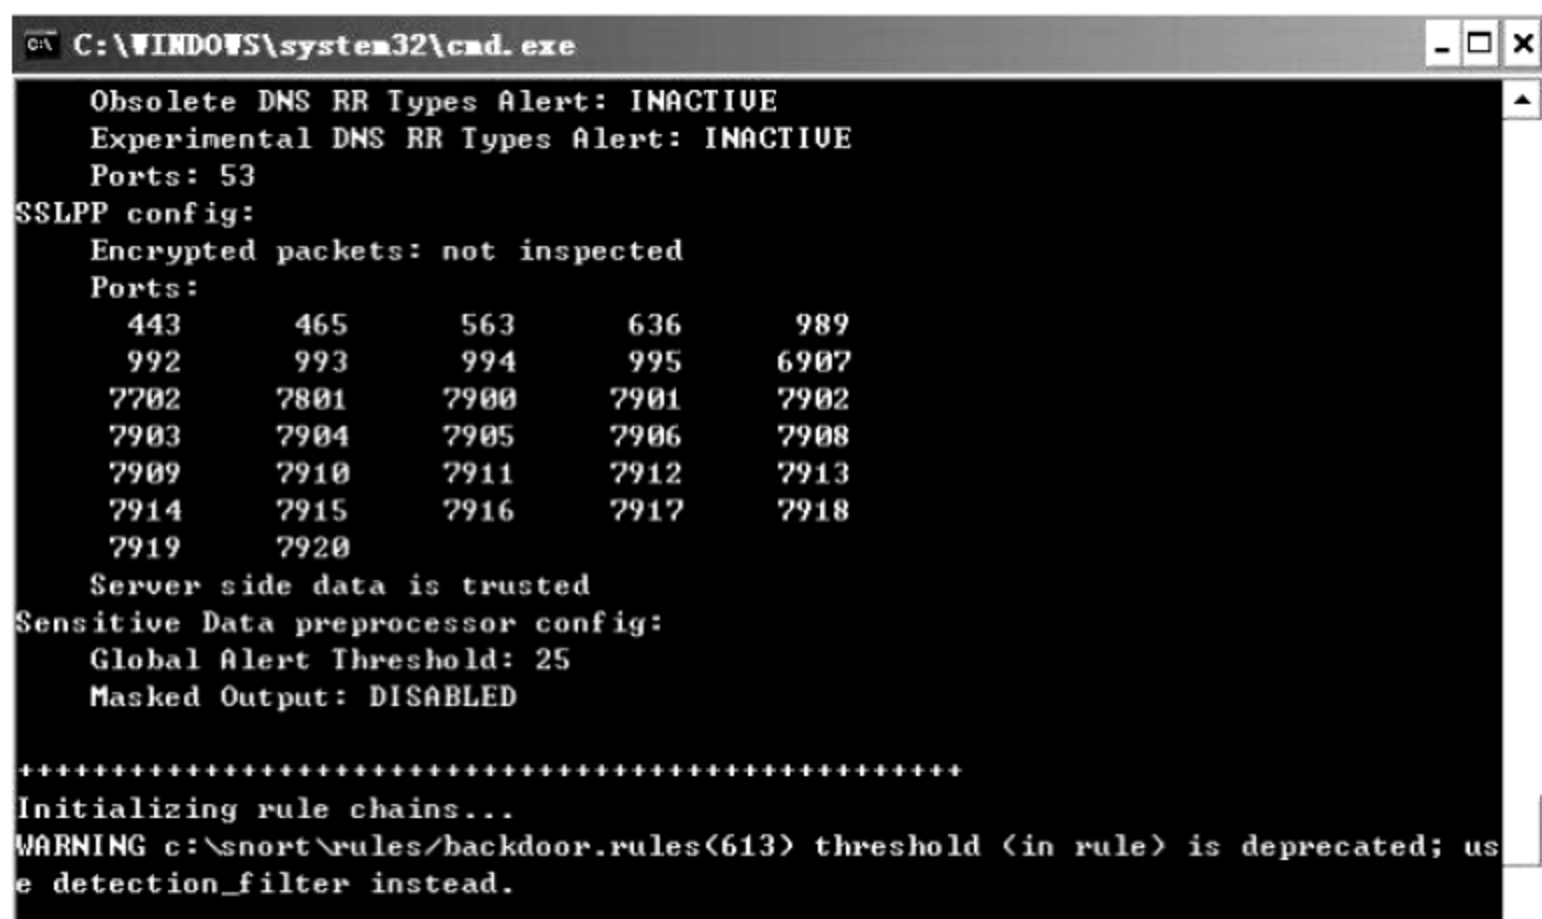 C:\WINDOWS\system32\cmd.exe
Obsolete DNS RR Types Alert: INACTIVE
Experimental DNS RR Types Alert: INACTIVE
Ports: 53
SSLPP config:
Encrypted packets: not inspected
Ports:
443 465 563 636 989
992 993 994 995 6907
7702 7801 7900 7901 7902
7903 7904 7905 7906 7908
7909 7910 7911 7912 7913
7914 7915 7916 7917 7918
7919 7920
Server side data is trusted
Sensitive Data preprocessor config:
Global Alert Threshold: 25
Masked Output: DISABLED
+++++++++++++++++++++++++++++++++++++++++++++++++++
Initializing rule chains...
WARNING c:\snort\rules/backdoor.rules(613) threshold (in rule) is deprecated; us
e detection_filter instead.